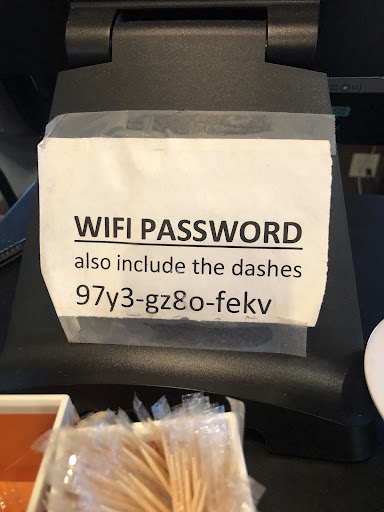 WIFI PASSWORD
also include the dashes
97y3-gz8o-fekv